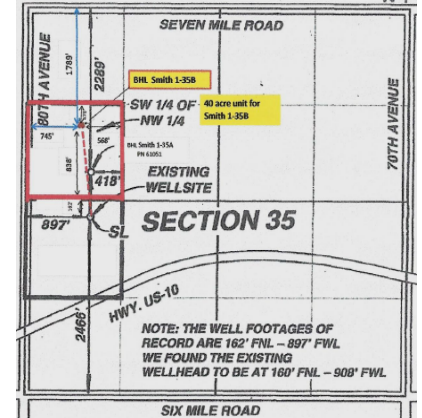 SEVEN MILE ROAD
80TH AVENUE
1789'
2289'
BHL Smith 1-35B
SW 1/4 OF
NW 1/4
40 acre unit for
Smith 1-35B
70TH AVENUE
745'
568'
838'
BHL Smith 1-35A
PN 61051
EXISTING
WELLSITE
418'
897'
SL
SECTION 35
HWY. US-10
2466'
NOTE: THE WELL FOOTAGES OF
RECORD ARE 162' FNL – 897' FWL
WE FOUND THE EXISTING
WELLHEAD TO BE AT 160' FNL – 908' FWL
SIX MILE ROAD